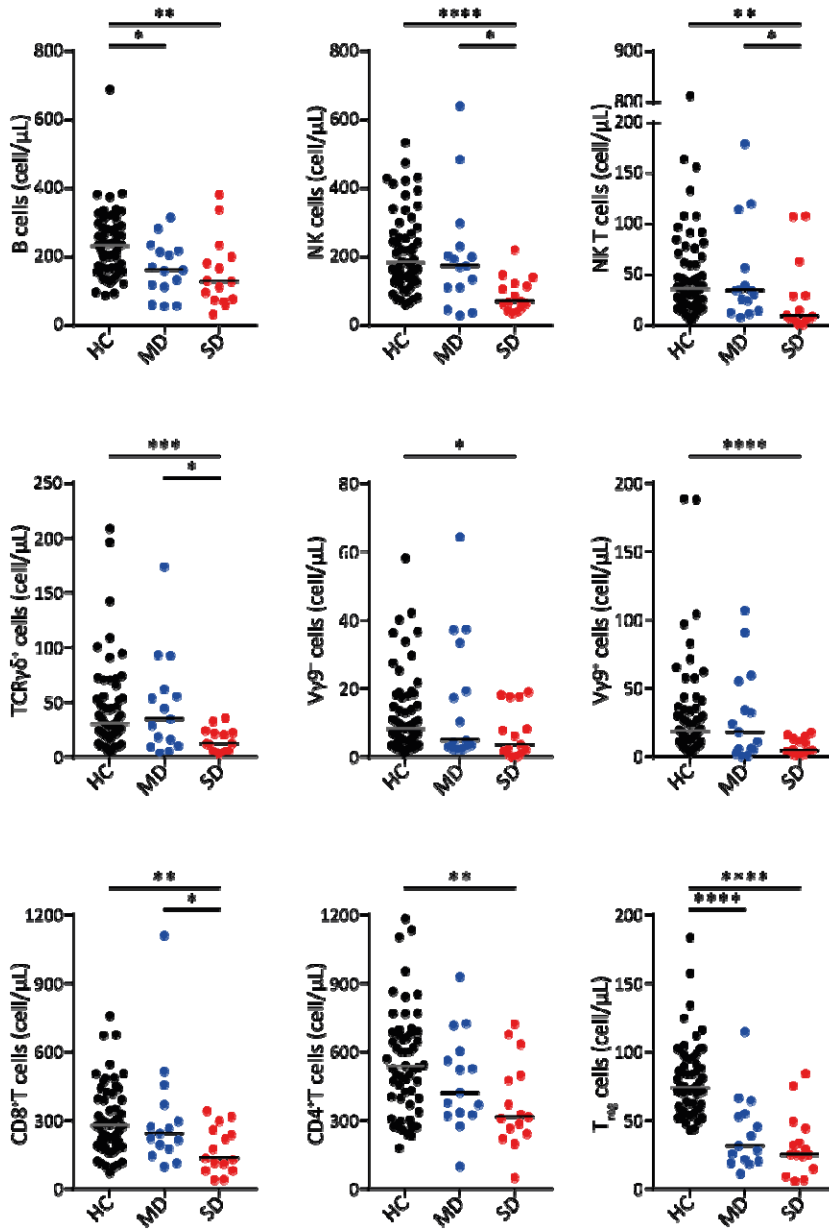 ** **** **
* * *
800 800 900
600 600 800
200
400 400 150
100
200 200 50
0 0 0
B cells (cell/μL) NK cells (cell/μL) NK T cells (cell/μL)
HC MD SD HC MD SD HC MD SD
*** * ****
*
250 80 200
200 60 150
150 40 100
100
50 20 50
0 0 0
TCRγδ⁺ cells (cell/μL) Vγ9⁻ cells (cell/μL) Vγ9⁺ cells (cell/μL)
HC MD SD HC MD SD HC MD SD
** ** ****
* ****
1200 1200 200
900 900 150
600 600 100
300 300 50
0 0 0
CD8⁺T cells (cell/μL) CD4⁺T cells (cell/μL) Treg cells (cell/μL)
HC MD SD HC MD SD HC MD SD